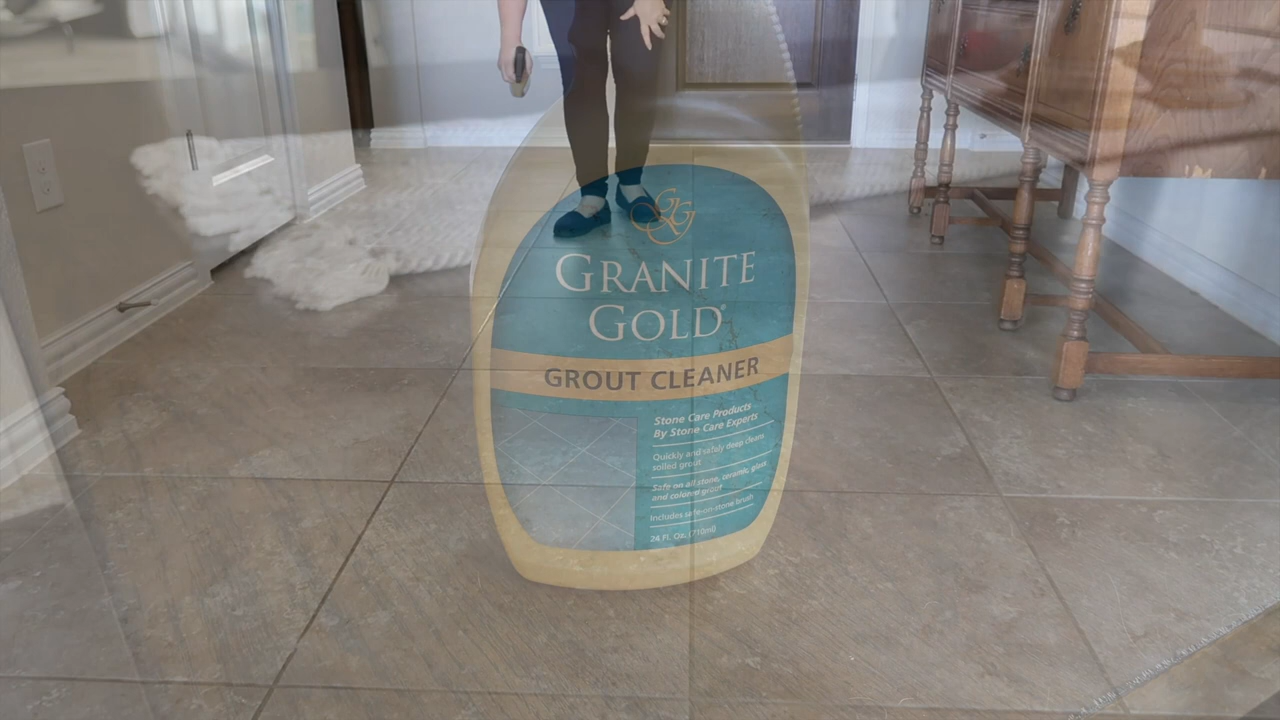 GG
GRANITE
GOLD®
GROUT CLEANER
Stone Care Products
By Stone Care Experts
Quickly and safely deep cleans
soiled grout
Safe on all stone, ceramic, glass
and colored grout
Includes safe-on-stone brush
24 Fl. Oz. (710ml)